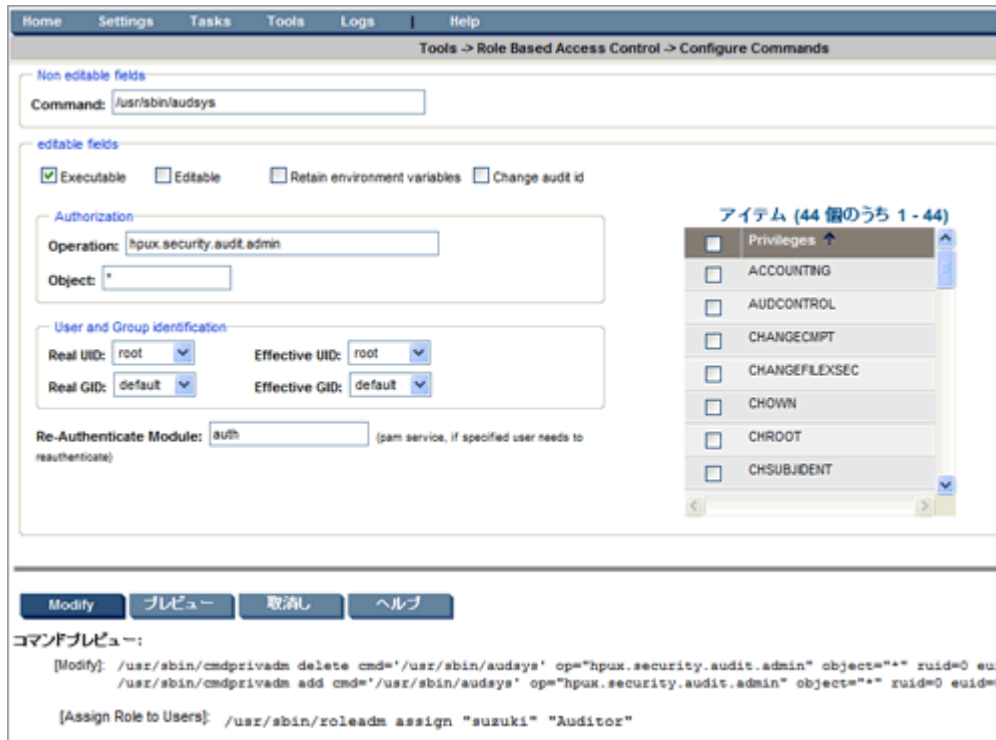 Home Settings Tasks Tools Logs | Help
Tools -> Role Based Access Control -> Configure Commands
Non editable fields
Command: /usr/sbin/audsys
editable fields
Executable Editable Retain environment variables Change audit id
Authorization
Operation: hpux.security.audit.admin
Object: *
User and Group identification
Real UID: root Effective UID: root
Real GID: default Effective GID: default
Re-Authenticate Module: auth (pam service, if specified user needs to
reauthenticate)
アイテム (44 個のうち 1 - 44)
Privileges
ACCOUNTING
AUDCONTROL
CHANGECMPT
CHANGEFILEXSEC
CHOWN
CHROOT
CHSUBJIDENT
Modify プレビュー 取消し ヘルプ
コマンドプレビュー:
[Modify]: /usr/sbin/cmdprivadm delete cmd='/usr/sbin/audsys' op="hpux.security.audit.admin" object="*" ruid=0
/usr/sbin/cmdprivadm add cmd='/usr/sbin/audsys' op="hpux.security.audit.admin" object="*" ruid=0 euid=
[Assign Role to Users]: /usr/sbin/roleadm assign "suzuki" "Auditor"